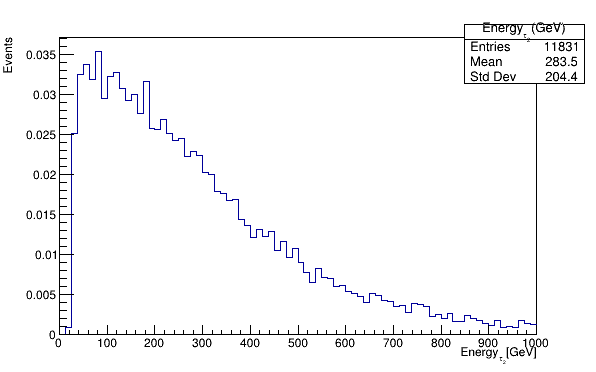 Energy_τ₂(GeV)
Entries 11831
Mean 283.5
Std Dev 204.4
Events
0.035
0.03
0.025
0.02
0.015
0.01
0.005
0
0 100 200 300 400 500 600 700 800 900 1000
Energy_τ₂[GeV]